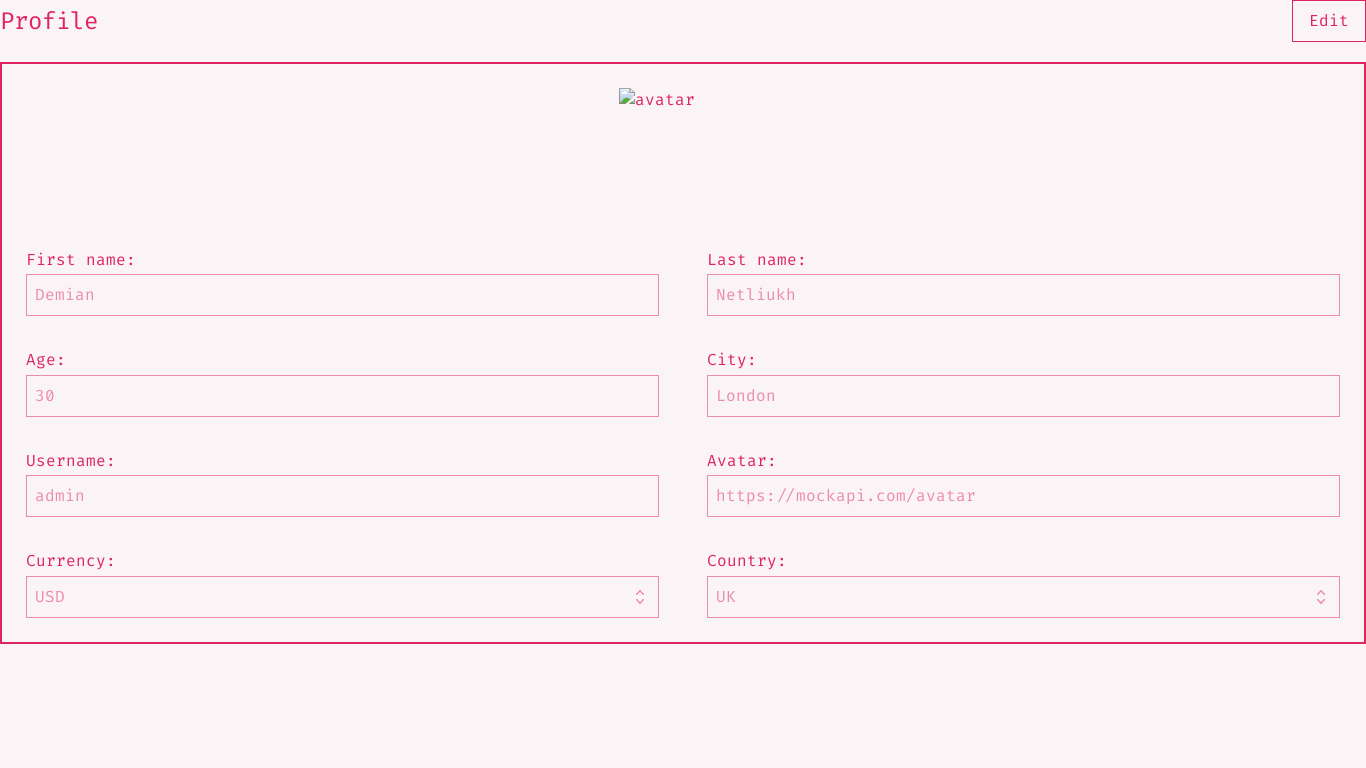 Profile
Edit
avatar
First name:
Last name:
Demian
Netliukh
Age:
City:
30
London
Username:
Avatar:
admin
https://mockapi.com/avatar
Currency:
Country:
USD
UK